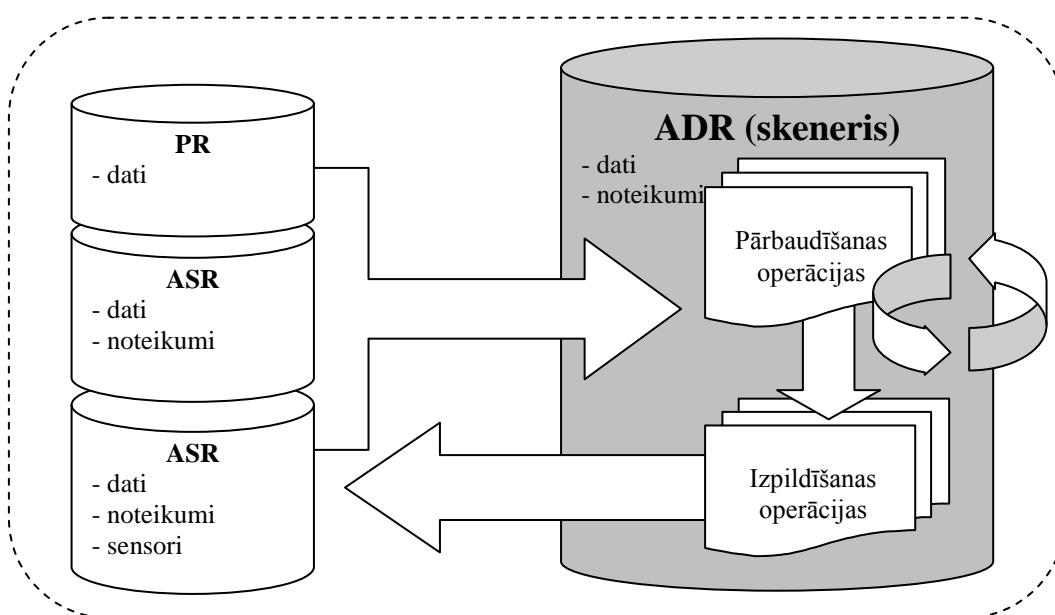 PR
- dati
ASR
- dati
- noteikumi
ASR
- dati
- noteikumi
- sensori
ADR (skeneris)
- dati
- noteikumi
Pārbaudīšanas
operācijas
Izpildīšanas
operācijas